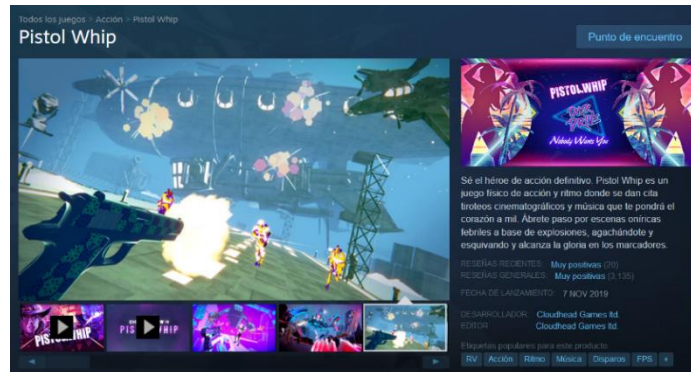 Todos los juegos > Acción > Pistol Whip
Pistol Whip
Punto de encuentro
PISTOL WHIP
Nobody Wants You
Sé el héroe de acción definitivo. Pistol Whip es un
juego físico de acción y ritmo donde se dan cita
tiroteos cinematográficos y música que te pondrá el
corazón a mil. Ábrete paso por escenas oníricas
febriles a base de explosiones, agachándote y
esquivando y alcanza la gloria en los marcadores.
RESEÑAS RECIENTES: Muy positivas (20)
RESEÑAS GENERALES: Muy positivas (3,135)
FECHA DE LANZAMIENTO: 7 NOV 2019
DESARROLLADOR: Cloudhead Games ltd.
EDITOR: Cloudhead Games ltd.
Etiquetas populares para este producto:
RV Acción Ritmo Música Disparos FPS +